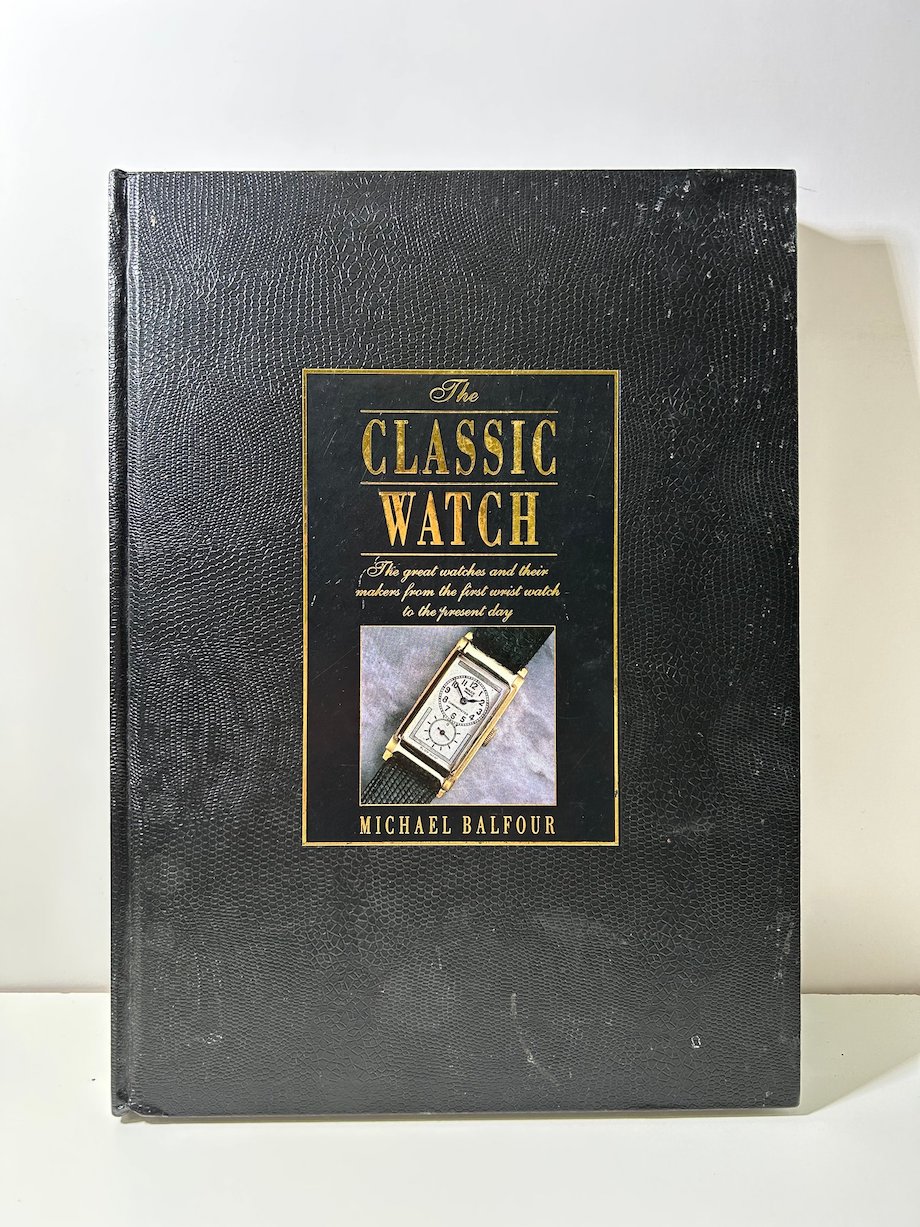 The
CLASSIC
WATCH
The great watches and their
makers from the first wrist watch
to the present day
MICHAEL BALFOUR